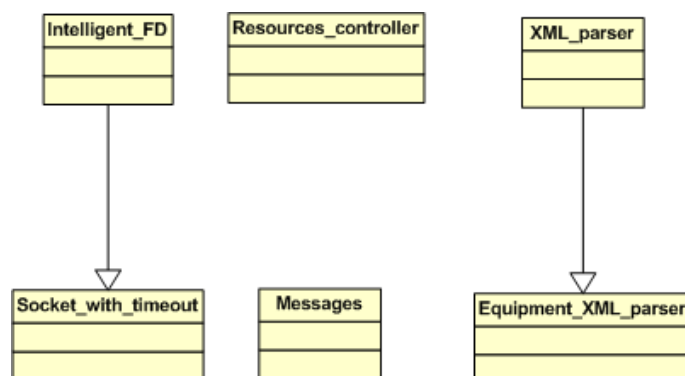 Intelligent_FD
Resources_controller
XML_parser
Socket_with_timeout
Messages
Equipment_XML_parser